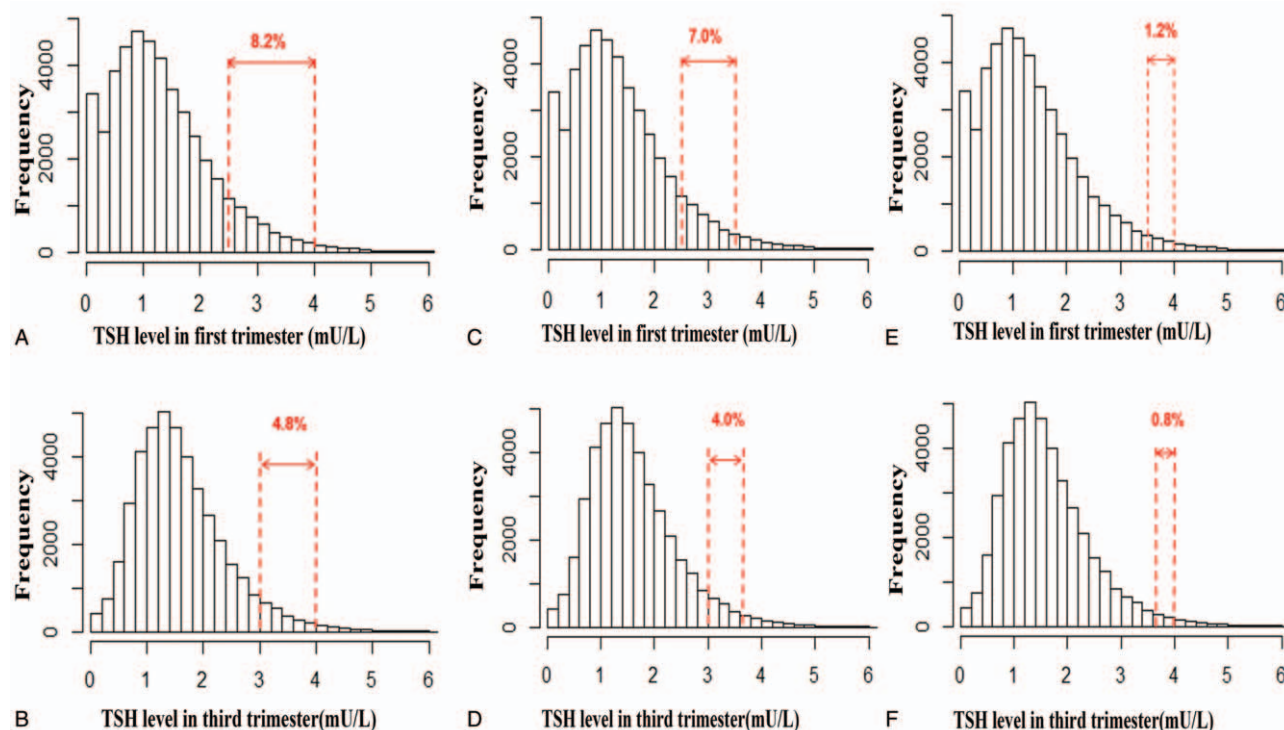 8.2%
Frequency
0 2000 4000
0 1 2 3 4 5 6
A TSH level in first trimester (mU/L)
7.0%
Frequency
0 2000 4000
0 1 2 3 4 5 6
C TSH level in first trimester (mU/L)
1.2%
Frequency
0 2000 4000
0 1 2 3 4 5 6
E TSH level in first trimester (mU/L)
4.8%
Frequency
0 2000 4000
0 1 2 3 4 5 6
B TSH level in third trimester(mU/L)
4.0%
Frequency
0 2000 4000
0 1 2 3 4 5 6
D TSH level in third trimester(mU/L)
0.8%
Frequency
0 2000 4000
0 1 2 3 4 5 6
F TSH level in third trimester(mU/L)